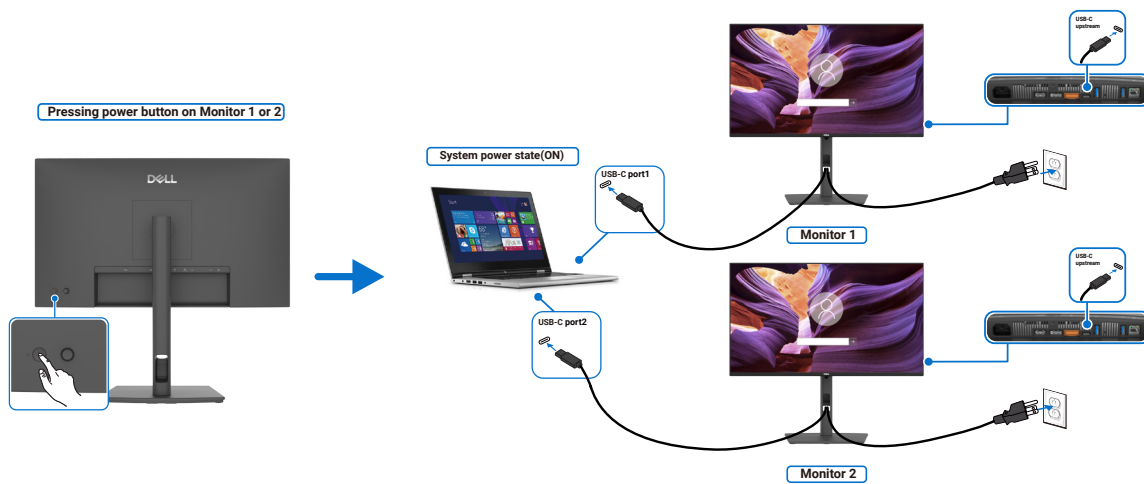 Pressing power button on Monitor 1 or 2
DELL
System power state(ON)
USB-C port1
USB-C
upstream
Monitor 1
USB-C port2
USB-C
upstream
Monitor 2
Start